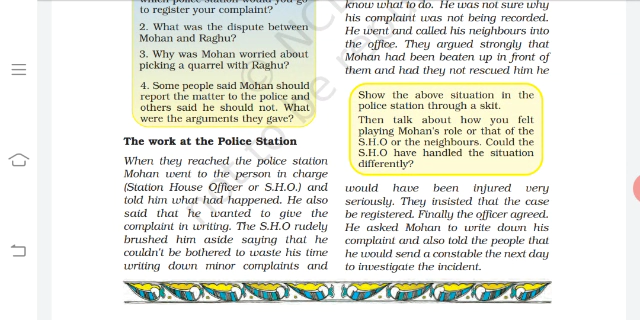 to register your complaint?
2. What was the dispute between
Mohan and Raghu?
3. Why was Mohan worried about
picking a quarrel with Raghu?
4. Some people said Mohan should
report the matter to the police and
others said he should not. What
were the arguments they gave?
The work at the Police Station
When they reached the police station
Mohan went to the person in charge
(Station House Officer or S.H.O.) and
told him what had happened. He also
said that he wanted to give the
complaint in writing. The S.H.O rudely
brushed him aside saying that he
couldn't be bothered to waste his time
writing down minor complaints and
know what to do. He was not sure why
his complaint was not being recorded.
He went and called his neighbours into
the office. They argued strongly that
Mohan had been beaten up in front of
them and had they not rescued him he
Show the above situation in the
police station through a skit.
Then talk about how you felt
playing Mohan's role or that of the
S.H.O or the neighbours. Could the
S.H.O have handled the situation
differently?
would have been injured very
seriously. They insisted that the case
be registered. Finally the officer agreed.
He asked Mohan to write down his
complaint and also told the people that
he would send a constable the next day
to investigate the incident.